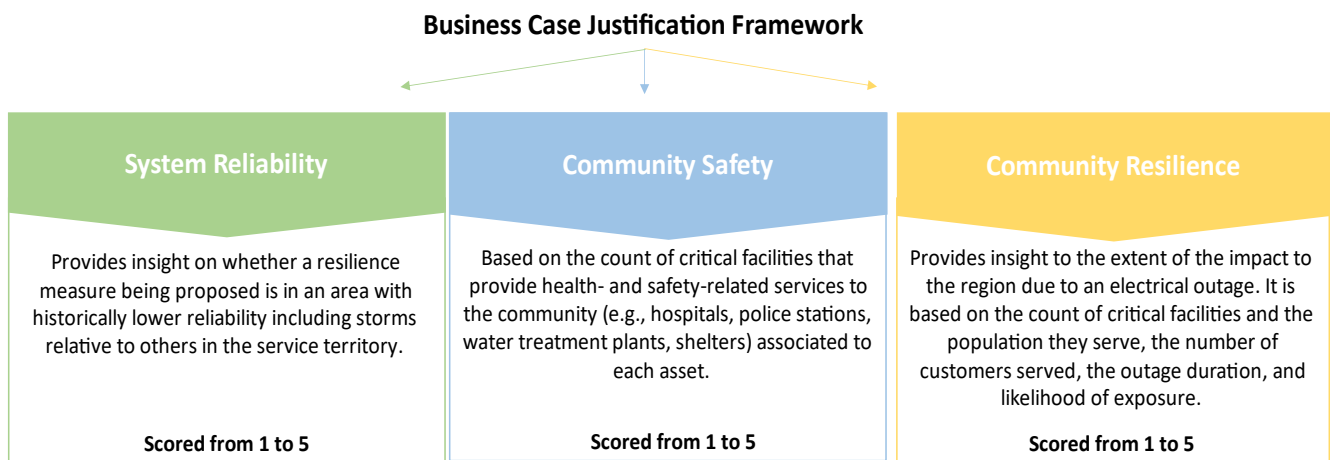 Business Case Justification Framework
System Reliability
Provides insight on whether a resilience
measure being proposed is in an area with
historically lower reliability including storms
relative to others in the service territory.
Scored from 1 to 5
Community Safety
Based on the count of critical facilities that
provide health- and safety-related services to
the community (e.g., hospitals, police stations,
water treatment plants, shelters) associated to
each asset.
Scored from 1 to 5
Community Resilience
Provides insight to the extent of the impact to
the region due to an electrical outage. It is
based on the count of critical facilities and the
population they serve, the number of
customers served, the outage duration, and
likelihood of exposure.
Scored from 1 to 5